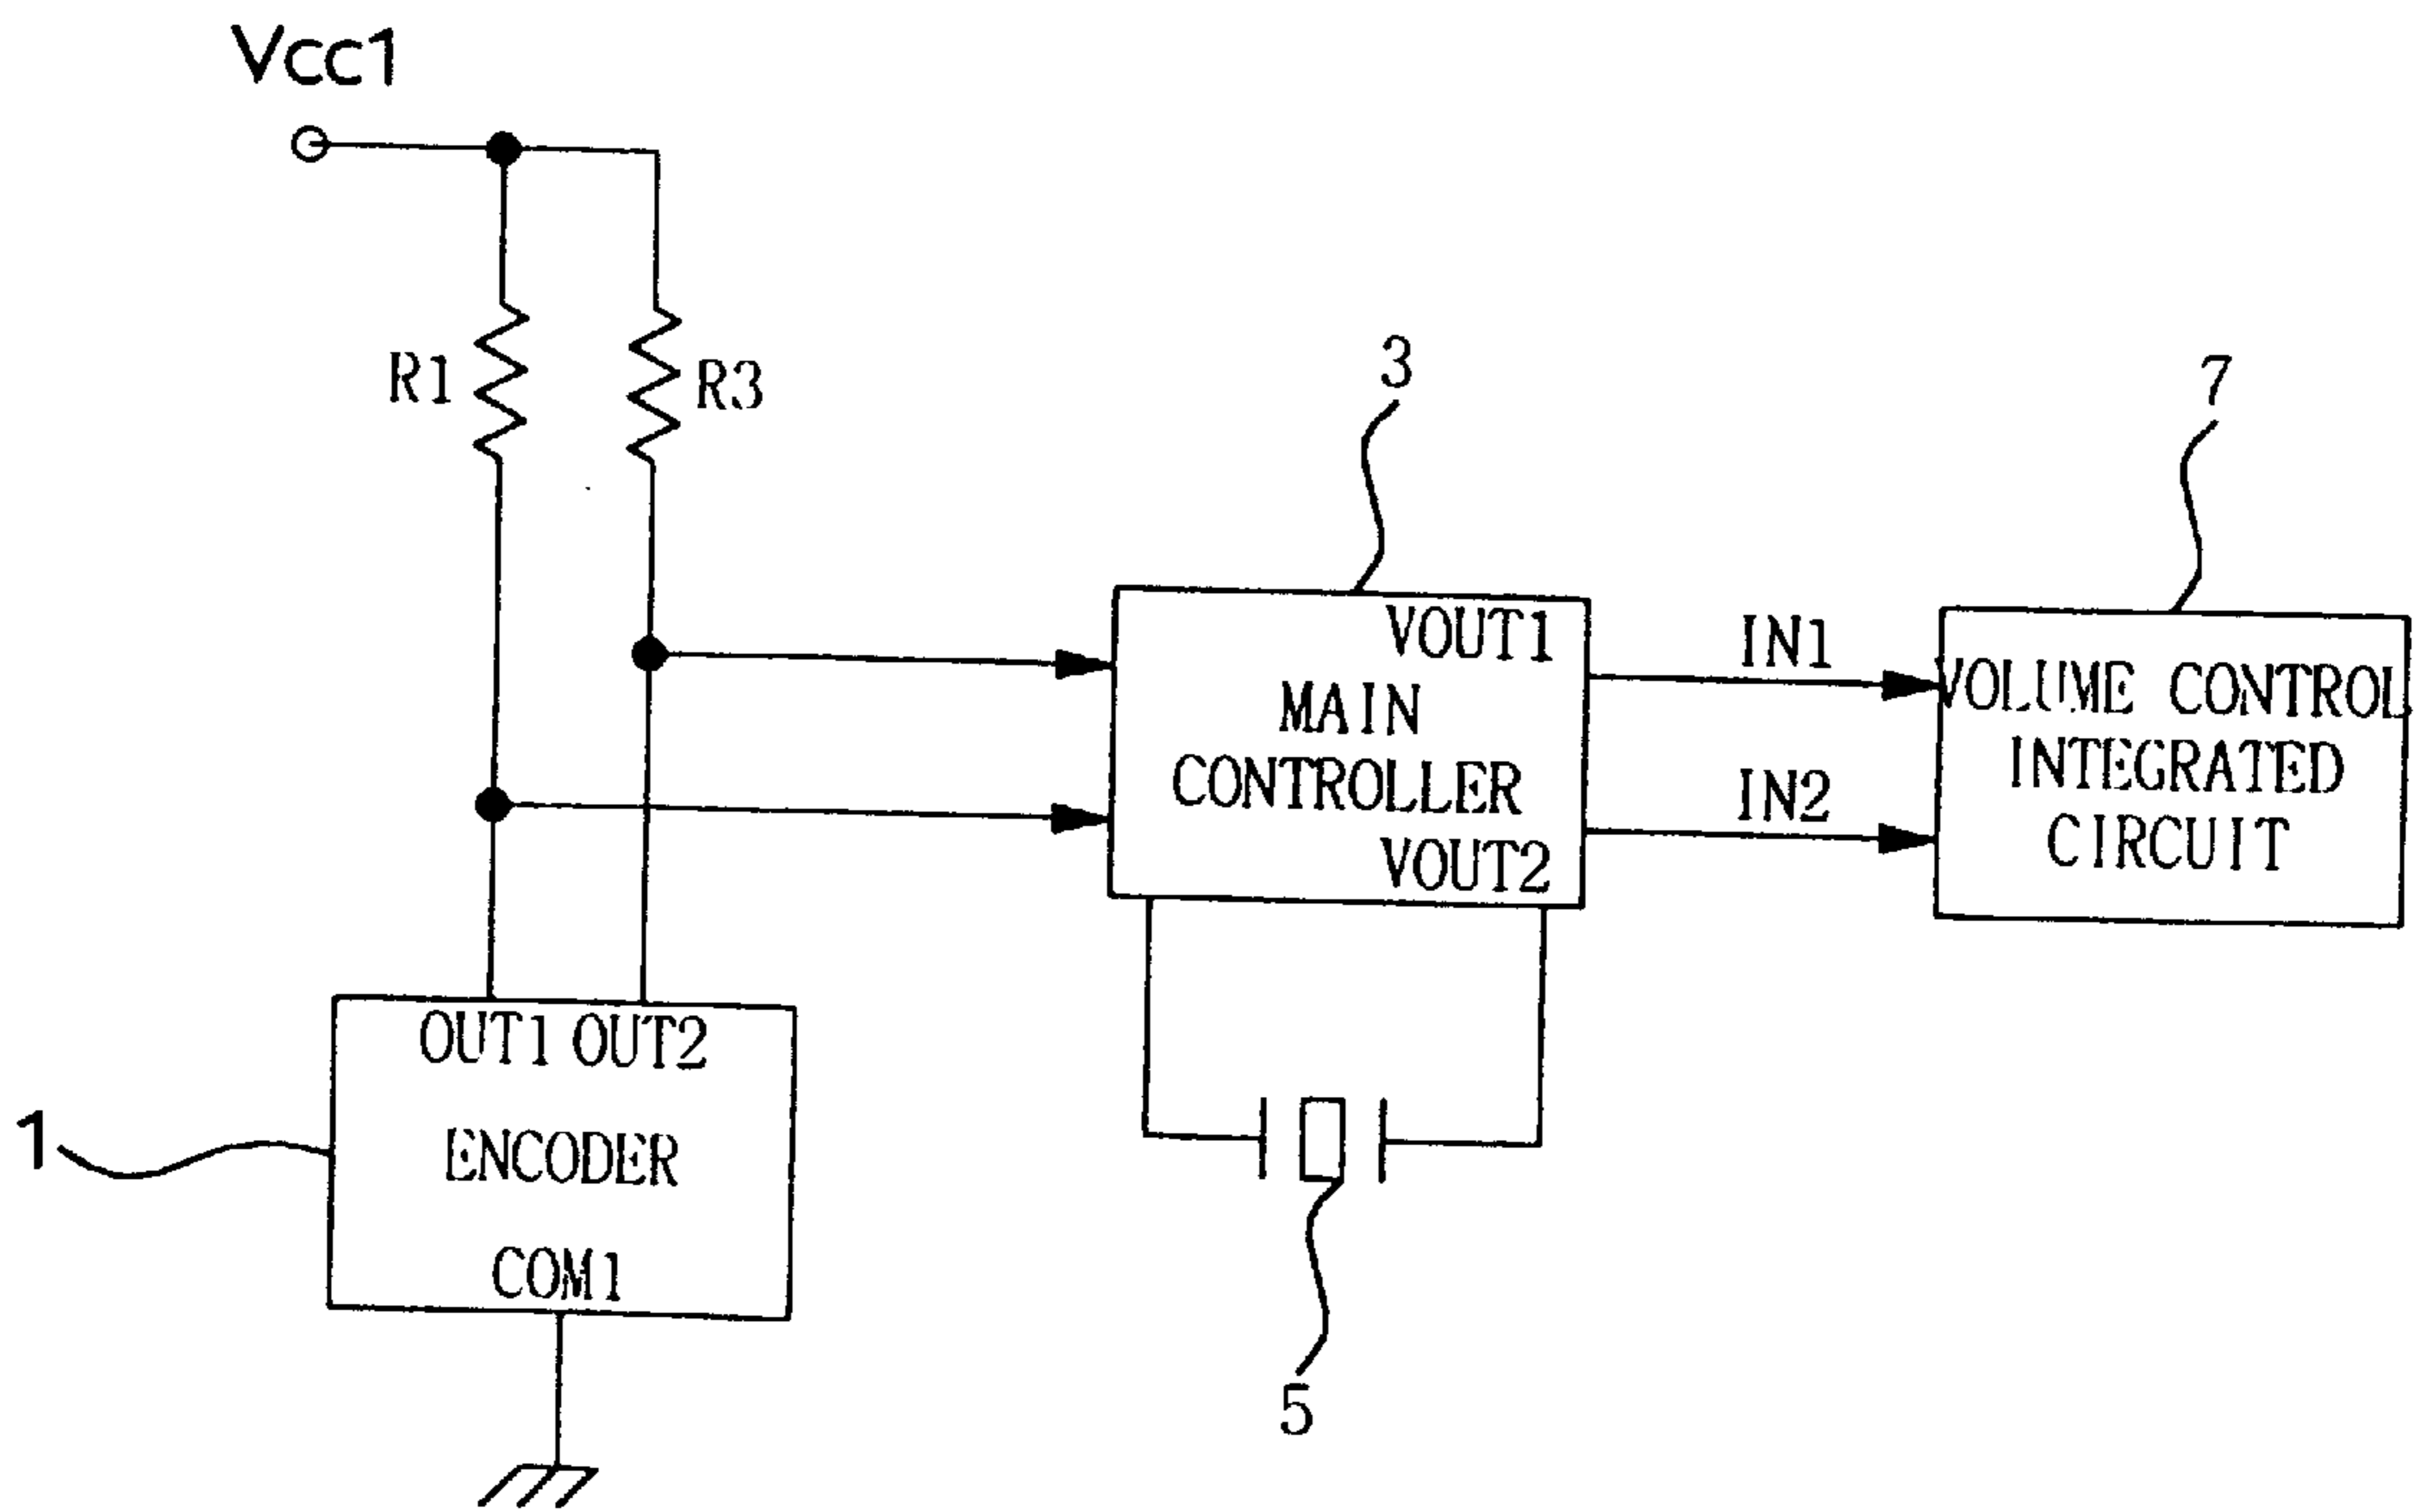 Vcc1
R1
R3
3
7
VOUT1
MAIN
CONTROLLER
VOUT2
IN1
IN2
VOLUME CONTROL
INTEGRATED
CIRCUIT
OUT1 OUT2
ENCODER
COM1
1
5